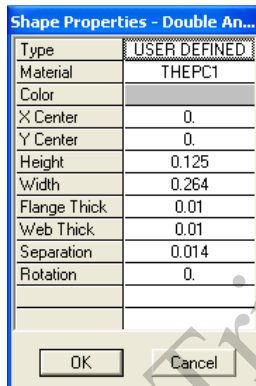 Shape Properties - Double An...
Type USER DEFINED
Material THEPC1
Color
X Center 0.
Y Center 0.
Height 0.125
Width 0.264
Flange Thick 0.01
Web Thick 0.01
Separation 0.014
Rotation 0.
OK Cancel